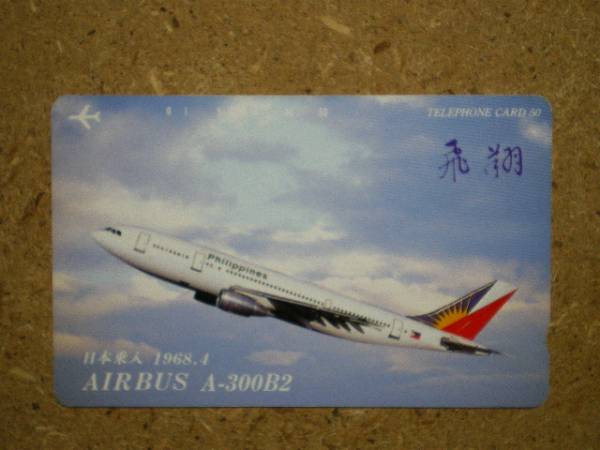 TELEPHONE CARD 50
飛翔
Philippines
日本乗入 1968.4
AIRBUS A-300B2